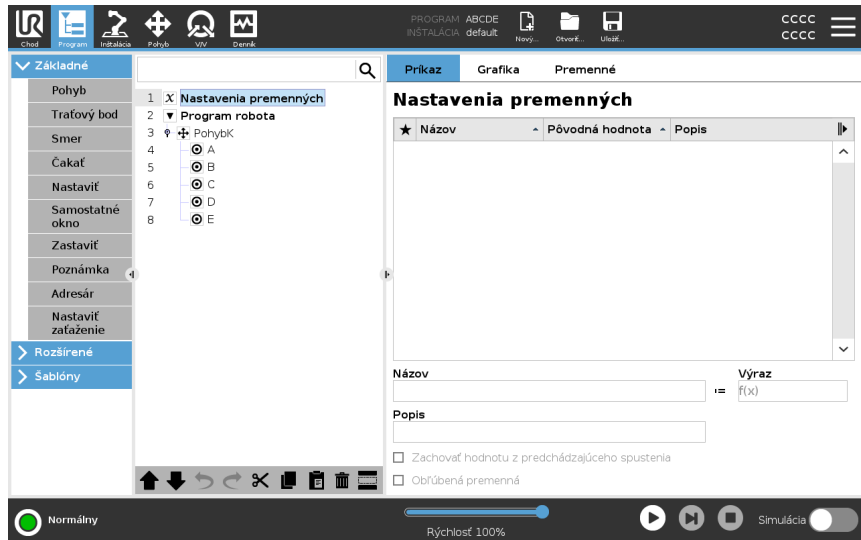 UR
Chod
Program
Inštalácia
Pohyb
V/V
Denník
PROGRAM ABCDE
INŠTALÁCIA default
Nový...
Otvoriť...
Uložiť...
CCCC
CCCC
Základné
Pohyb
Traťový bod
Smer
Čakať
Nastaviť
Samostatné
okno
Zastaviť
Poznámka
Adresár
Nastaviť
zaťaženie
Rozšírené
Šablóny
1 X Nastavenia premenných
2 Program robota
3 PohybK
4 A
5 B
6 C
7 D
8 E
Príkaz Grafika Premenné
Nastavenia premenných
Názov Pôvodná hodnota Popis
Názov Výraz
:= f(x)
Popis
Zachovať hodnotu z predchádzajúceho spustenia
Obľúbená premenná
Normálny
Rýchlosť 100%
Simulácia